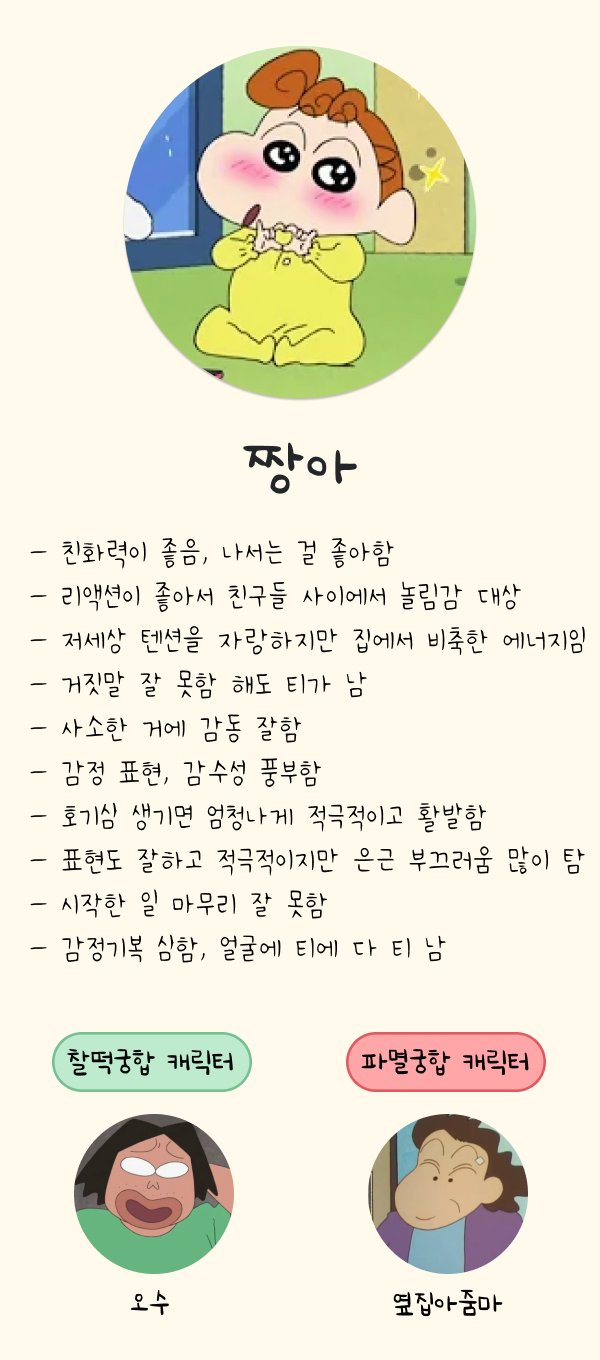 짱아
- 친화력이 좋음, 나서는 걸 좋아함
- 리액션이 좋아서 친구들 사이에서 놀림감 대상
- 저세상 텐션을 자랑하지만 집에서 비축한 에너지임
- 거짓말 잘 못함 해도 티가 남
- 사소한 거에 감동 잘함
- 감정 표현, 감수성 풍부함
- 호기심 생기면 엄청나게 적극적이고 활발함
- 표현도 잘하고 적극적이지만 은근 부끄러움 많이 탐
- 시작한 일 마무리 잘 못함
- 감정기복 심함, 얼굴에 티에 다 티 남
찰떡궁합 캐릭터
파멸궁합 캐릭터
오수
옆집아줌마